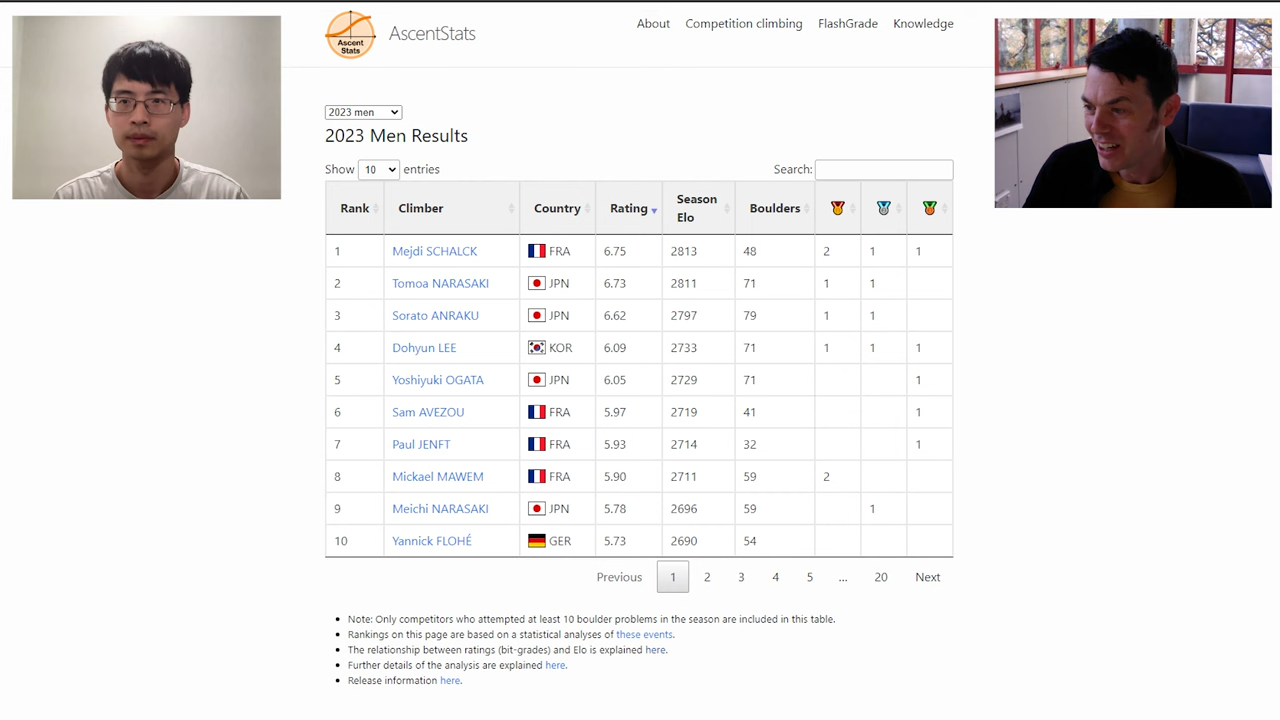 Ascent
Stats
AscentStats
About Competition climbing FlashGrade Knowledge
2023 men
2023 Men Results
Show 10 entries Search:
Rank Climber Country Rating Season Elo Boulders
1 Mejdi SCHALCK FRA 6.75 2813 48 2 1 1
2 Tomoa NARASAKI JPN 6.73 2811 71 1 1
3 Sorato ANRAKU JPN 6.62 2797 79 1 1
4 Dohyun LEE KOR 6.09 2733 71 1 1 1
5 Yoshiyuki OGATA JPN 6.05 2729 71 1
6 Sam AVEZOU FRA 5.97 2719 41 1
7 Paul JENFT FRA 5.93 2714 32 1
8 Mickael MAWEM FRA 5.90 2711 59 2
9 Meichi NARASAKI JPN 5.78 2696 59 1
10 Yannick FLOHÉ GER 5.73 2690 54
Previous 1 2 3 4 5 ... 20 Next
Note: Only competitors who attempted at least 10 boulder problems in the season are included in this table.
Rankings on this page are based on a statistical analyses of these events.
The relationship between ratings (bit-grades) and Elo is explained here.
Further details of the analysis are explained here.
Release information here.